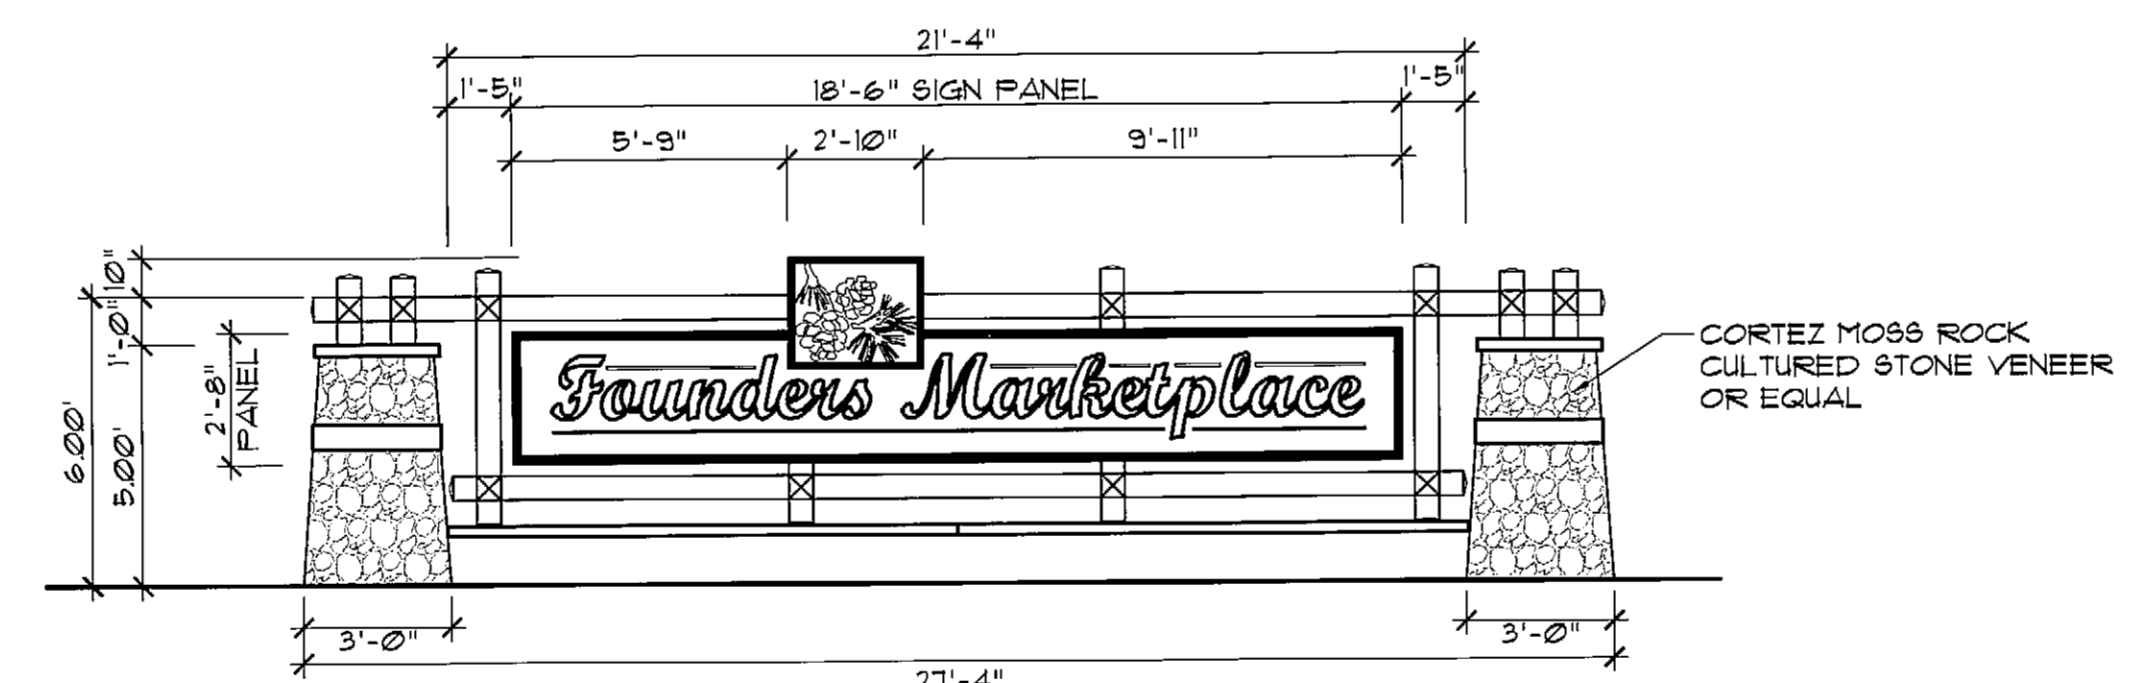 21'-4"
1'-5"
18'-6" SIGN PANEL
1'-5"
5'-9"
2'-10"
9'-11"
10"
1'-0"
6.00'
5.00'
2'-8"
PANEL
Founders Marketplace
CORTEZ MOSS ROCK
CULTURED STONE VENEER
OR EQUAL
3'-0"
3'-0"
27'-4"